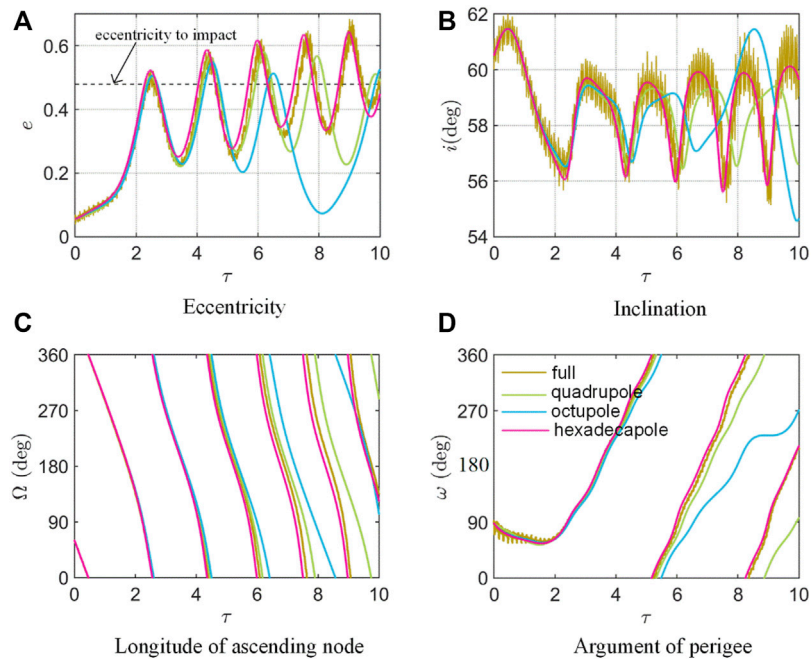 A
0.6
0.4
0.2
0
e
eccentricity to impact
0 2 4 6 8 10
τ
Eccentricity
B
62
60
58
56
54
i(deg)
0 2 4 6 8 10
τ
Inclination
C
360
270
180
90
0
Ω (deg)
0 2 4 6 8 10
τ
Longitude of ascending node
D
360
270
180
90
0
ω (deg)
full
quadrupole
octupole
hexadecapole
0 2 4 6 8 10
τ
Argument of perigee